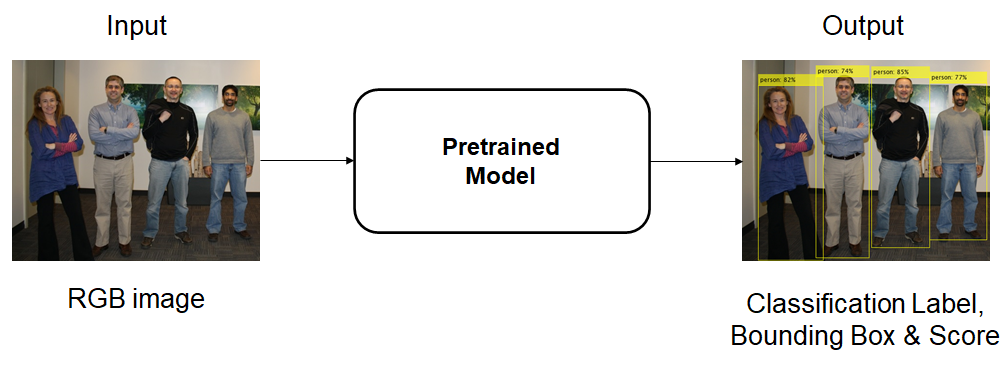 Input
Output
person: 82%
person: 74%
person: 85%
person: 77%
Pretrained
Model
RGB image
Classification Label,
Bounding Box & Score